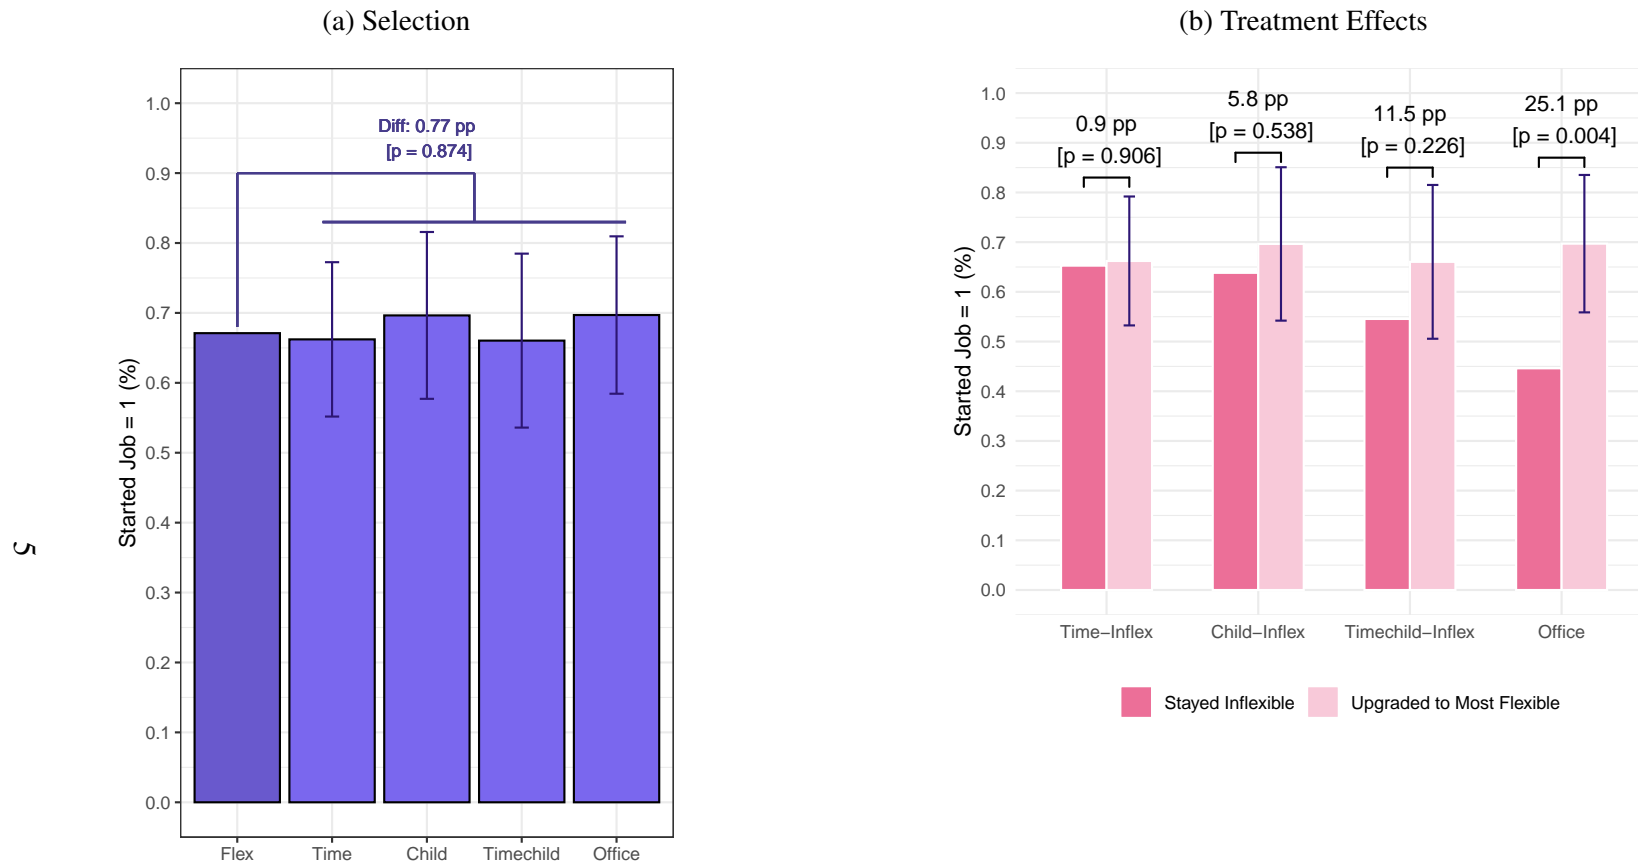 (a) Selection
Started Job = 1 (%)
1.0
0.9
0.8
0.7
0.6
0.5
0.4
0.3
0.2
0.1
0.0
Diff: 0.77 pp
[p = 0.874]
Flex Time Child Timechild Office
(b) Treatment Effects
Started Job = 1 (%)
1.0
0.9
0.8
0.7
0.6
0.5
0.4
0.3
0.2
0.1
0.0
0.9 pp
[p = 0.906]
5.8 pp
[p = 0.538]
11.5 pp
[p = 0.226]
25.1 pp
[p = 0.004]
Time−Inflex Child−Inflex Timechild−Inflex Office
Stayed Inflexible Upgraded to Most Flexible
5